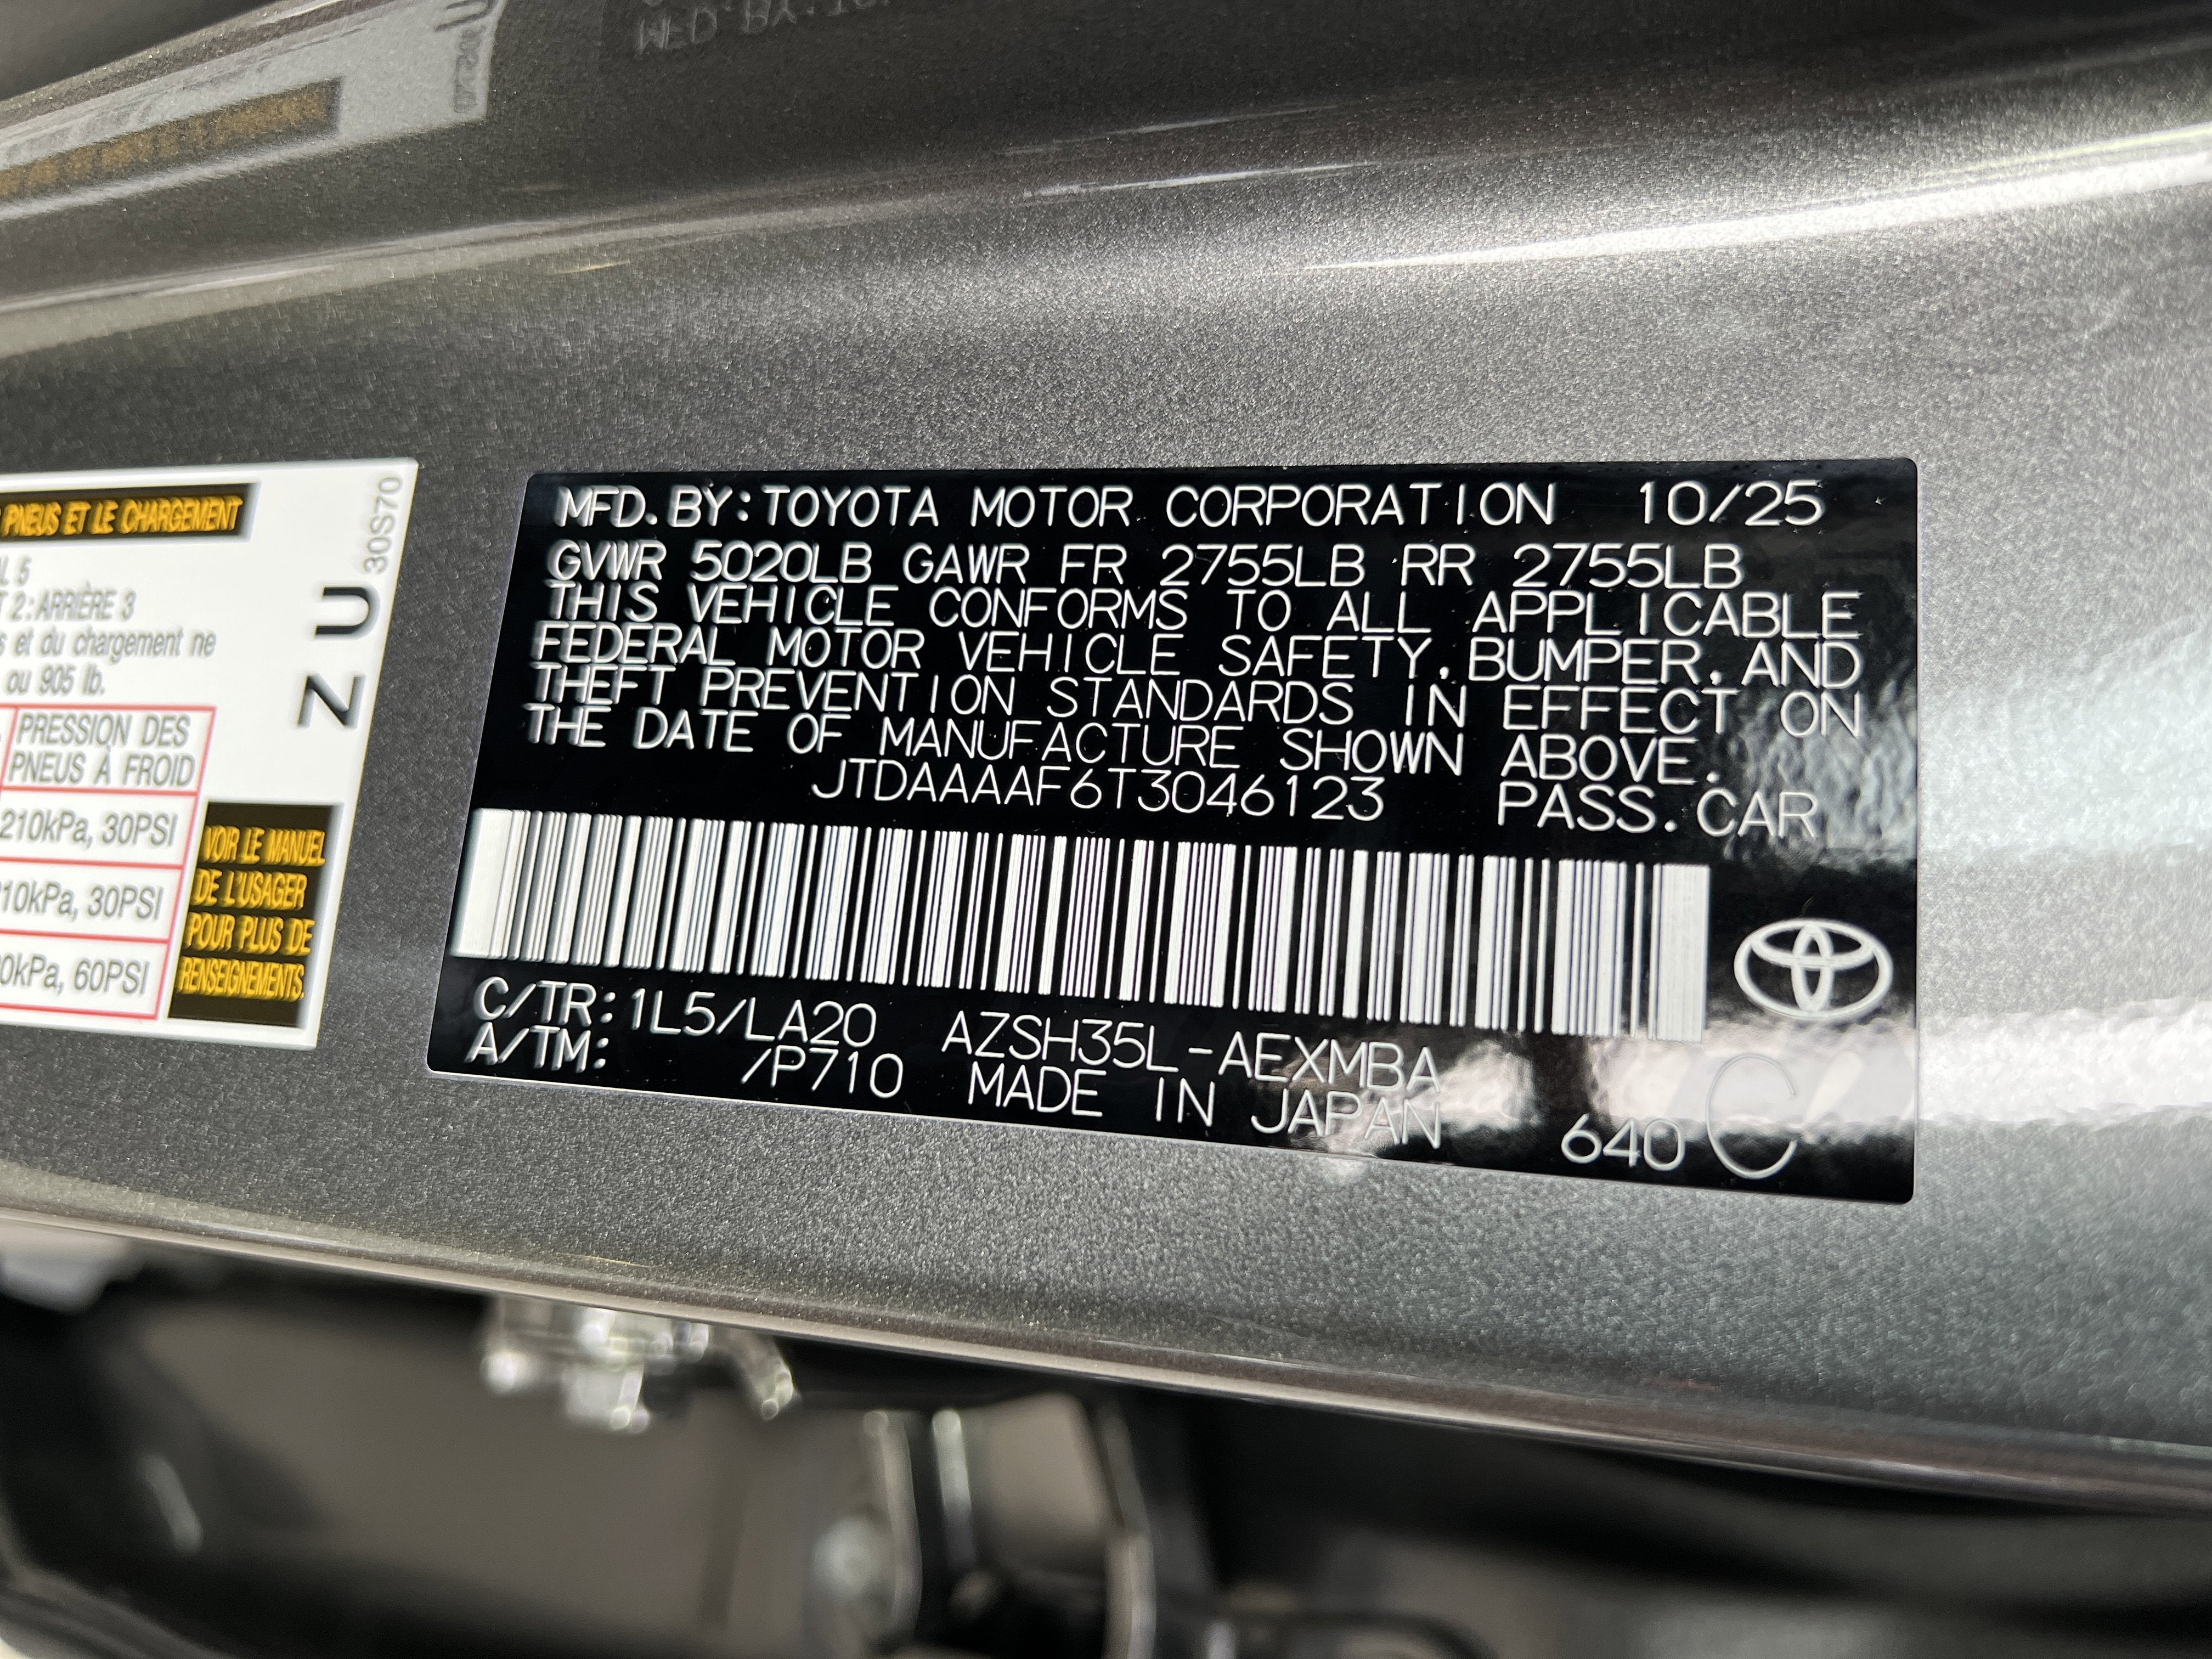 PNEUS ET LE CHARGEMENT
L 5
T 2: ARRIÈRE 3
s et du chargement ne
ou 905 lb.
PRESSION DES
PNEUS À FROID
210kPa, 30PSI
10kPa, 30PSI
0kPa, 60PSI
VOIR LE MANUEL
DE L'USAGER
POUR PLUS DE
RENSEIGNEMENTS.
ZU
30S70
MFD. BY: TOYOTA MOTOR CORPORATION 10/25
GVWR 5020LB GAWR FR 2755LB RR 2755LB
THIS VEHICLE CONFORMS TO ALL APPLICABLE
FEDERAL MOTOR VEHICLE SAFETY, BUMPER, AND
THEFT PREVENTION STANDARDS IN EFFECT ON
THE DATE OF MANUFACTURE SHOWN ABOVE.
JTDAAAAF6T3046123 PASS. CAR
C/TR: 1L5/LA20 AZSH35L-AEXMBA
A/TM: /P710 MADE IN JAPAN
640 C